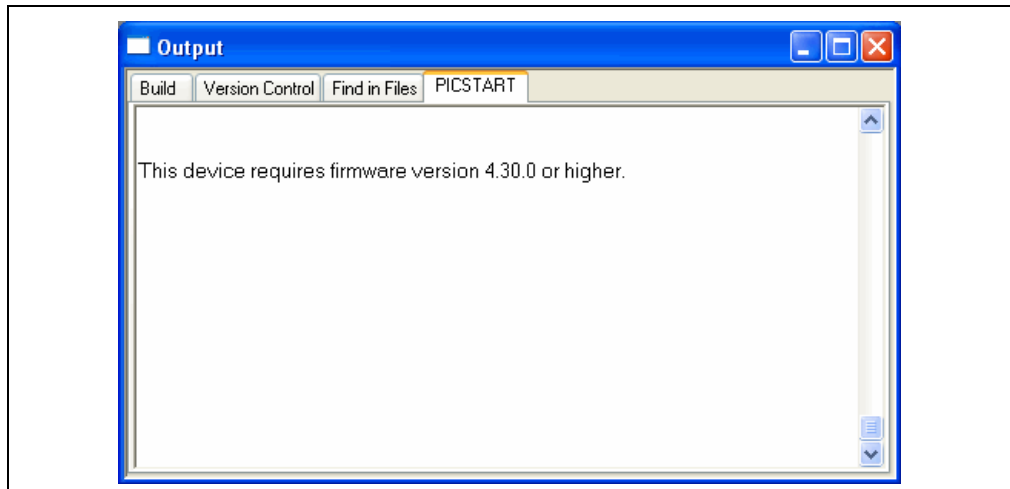 Output
Build Version Control Find in Files PICSTART
This device requires firmware version 4.30.0 or higher.